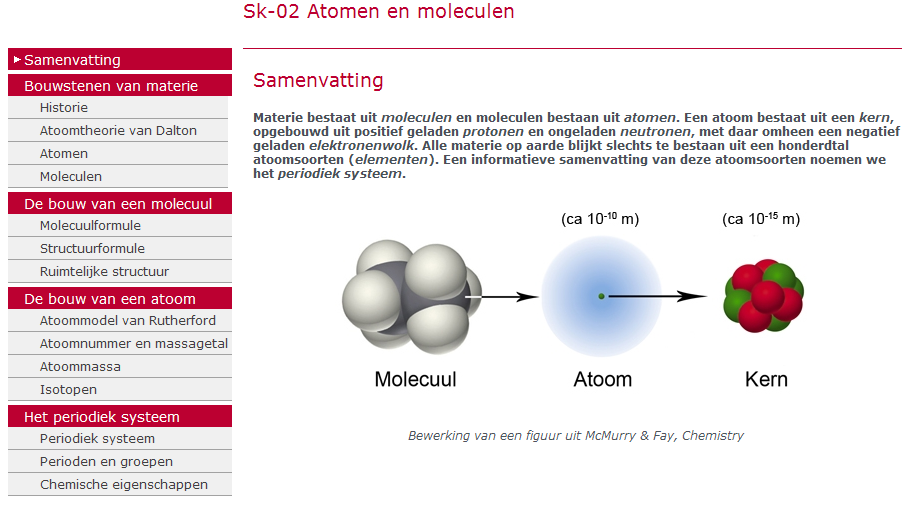 Sk-02 Atomen en moleculen
Samenvatting
Bouwstenen van materie
Historie
Atoomtheorie van Dalton
Atomen
Moleculen
De bouw van een molecuul
Molecuulformule
Structuurformule
Ruimtelijke structuur
De bouw van een atoom
Atoommodel van Rutherford
Atoomnummer en massagetal
Atoommassa
Isotopen
Het periodiek systeem
Periodiek systeem
Perioden en groepen
Chemische eigenschappen
Samenvatting
Materie bestaat uit moleculen en moleculen bestaan uit atomen. Een atoom bestaat uit een kern,
opgebouwd uit positief geladen protonen en ongeladen neutronen, met daar omheen een negatief
geladen elektronenwolk. Alle materie op aarde blijkt slechts te bestaan uit een honderdtal
atoomsoorten (elementen). Een informatieve samenvatting van deze atoomsoorten noemen we
het periodiek systeem.
(ca 10⁻¹⁰ m)
(ca 10⁻¹⁵ m)
Molecuul
Atoom
Kern
Bewerking van een figuur uit McMurry & Fay, Chemistry